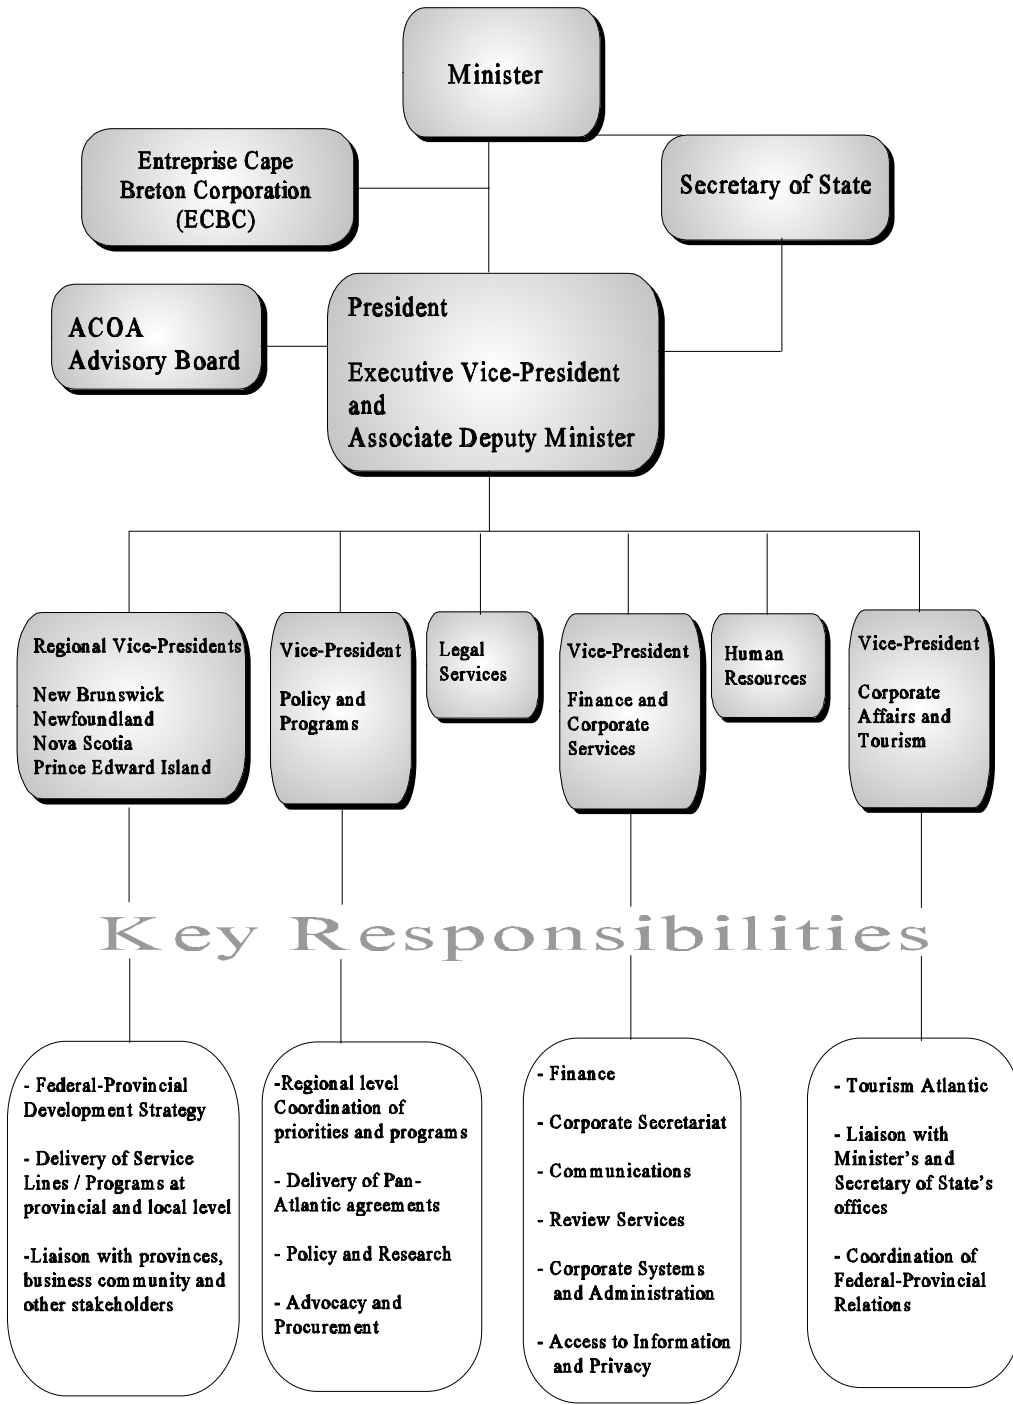 Minister
Entreprise Cape
Breton Corporation
(ECBC)
Secretary of State
ACOA
Advisory Board
President
Executive Vice-President
and
Associate Deputy Minister
Regional Vice-Presidents
New Brunswick
Newfoundland
Nova Scotia
Prince Edward Island
Vice-President
Policy and
Programs
Legal
Services
Vice-President
Finance and
Corporate
Services
Human
Resources
Vice-President
Corporate
Affairs and
Tourism
Key Responsibilities
- Federal-Provincial
Development Strategy
- Delivery of Service
Lines / Programs at
provincial and local level
-Liaison with provinces,
business community and
other stakeholders
-Regional level
Coordination of
priorities and programs
- Delivery of Pan-
Atlantic agreements
- Policy and Research
- Advocacy and
Procurement
- Finance
- Corporate Secretariat
- Communications
- Review Services
- Corporate Systems
and Administration
- Access to Information
and Privacy
- Tourism Atlantic
- Liaison with
Minister's and
Secretary of State's
offices
- Coordination of
Federal-Provincial
Relations